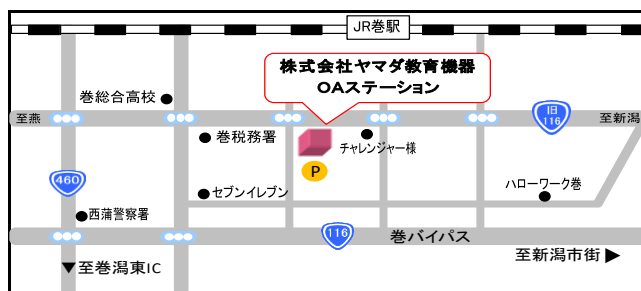 JR巻駅
株式会社ヤマダ教育機器
OAステーション
巻総合高校
至燕
旧
116
至新潟
巻税務署
チャレンジャー様
P
460
セブンイレブン
ハローワーク巻
西蒲警察署
116
巻バイパス
至新潟市街▶
▼至巻潟東IC